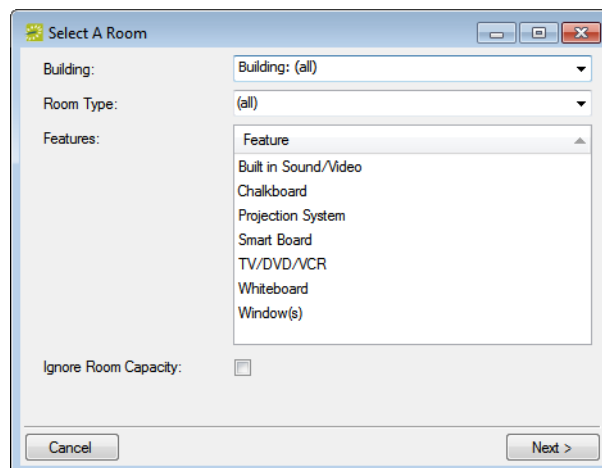 Select A Room
Building: Building: (all)
Room Type: (all)
Features: Feature
Built in Sound/Video
Chalkboard
Projection System
Smart Board
TV/DVD/VCR
Whiteboard
Window(s)
Ignore Room Capacity:
Cancel Next >